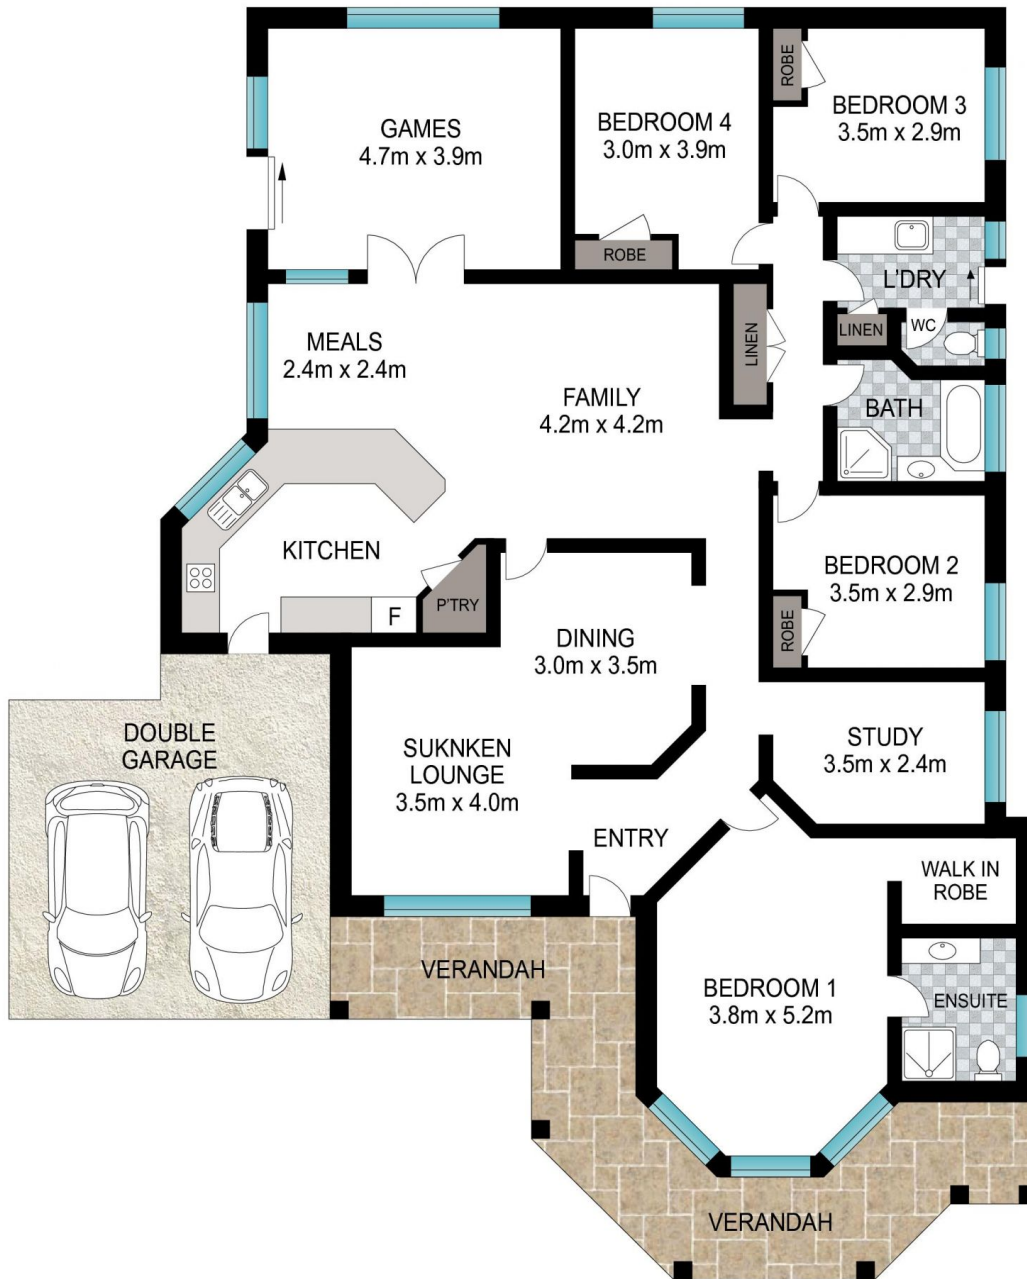 GAMES
4.7m x 3.9m
BEDROOM 4
3.0m x 3.9m
ROBE
ROBE
BEDROOM 3
3.5m x 2.9m
L'DRY
LINEN
WC
LINEN
MEALS
2.4m x 2.4m
FAMILY
4.2m x 4.2m
BATH
KITCHEN
P'TRY
F
BEDROOM 2
3.5m x 2.9m
ROBE
DINING
3.0m x 3.5m
DOUBLE
GARAGE
SUKNKEN
LOUNGE
3.5m x 4.0m
STUDY
3.5m x 2.4m
ENTRY
WALK IN
ROBE
VERANDAH
BEDROOM 1
3.8m x 5.2m
ENSUITE
VERANDAH